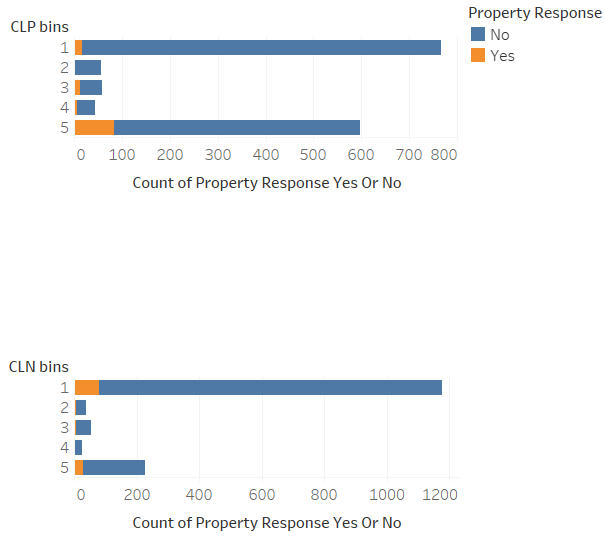 Property Response
No
Yes
CLP bins
1
2
3
4
5
0 100 200 300 400 500 600 700 800
Count of Property Response Yes Or No
CLN bins
1
2
3
4
5
0 200 400 600 800 1000 1200
Count of Property Response Yes Or No